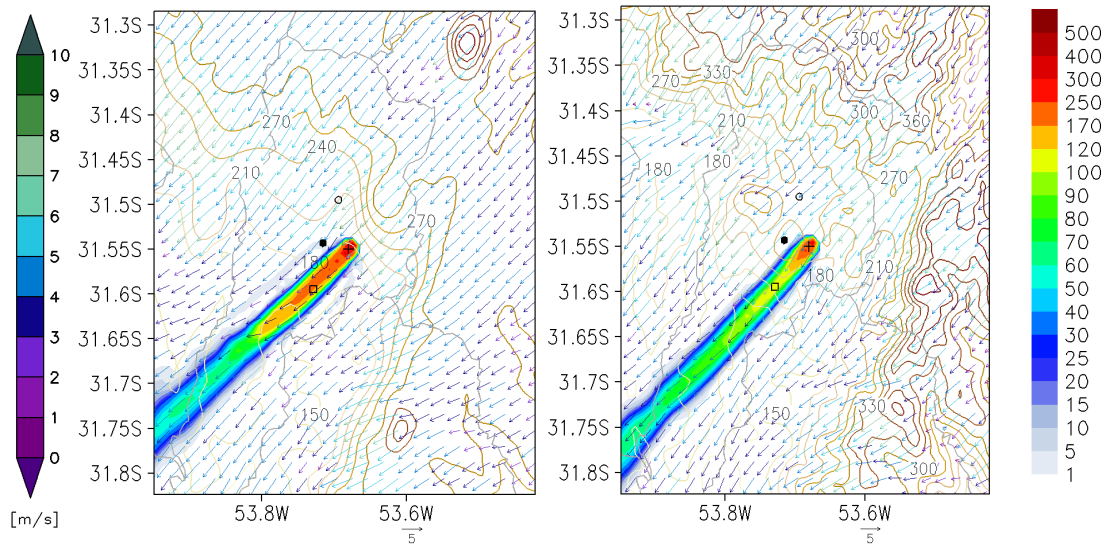 10
9
8
7
6
5
4
3
2
1
0
[m/s]
31.3S
31.35S
31.4S
31.45S
31.5S
31.55S
31.6S
31.65S
31.7S
31.75S
31.8S
270
240
210
270
180
150
53.8W
53.6W
5
31.3S
31.35S
31.4S
31.45S
31.5S
31.55S
31.6S
31.65S
31.7S
31.75S
31.8S
300
330
270
300
360
210
180
180
270
210
180
150
330
300
53.8W
53.6W
5
500
400
300
250
170
120
100
90
80
70
60
50
40
30
25
20
15
10
5
1